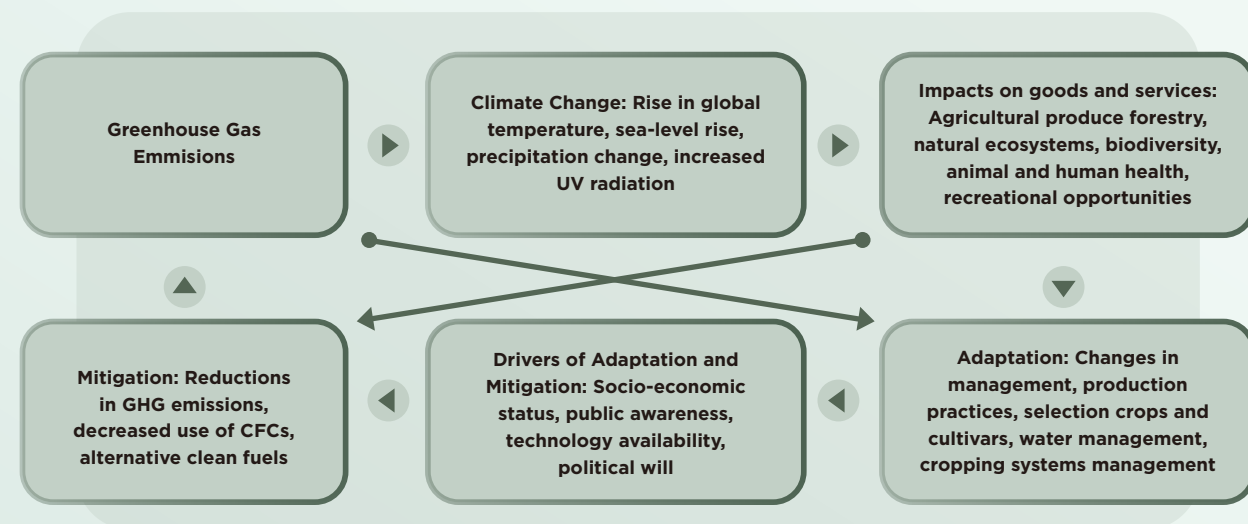 Greenhouse Gas
Emmisions
Climate Change: Rise in global
temperature, sea-level rise,
precipitation change, increased
UV radiation
Impacts on goods and services:
Agricultural produce forestry,
natural ecosystems, biodiversity,
animal and human health,
recreational opportunities
Mitigation: Reductions
in GHG emissions,
decreased use of CFCs,
alternative clean fuels
Drivers of Adaptation and
Mitigation: Socio-economic
status, public awareness,
technology availability,
political will
Adaptation: Changes in
management, production
practices, selection crops and
cultivars, water management,
cropping systems management